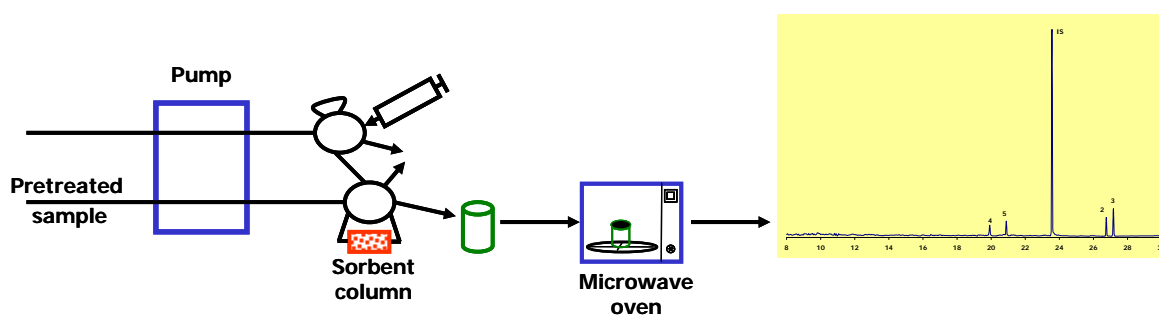 Pump
Pretreated
sample
Sorbent
column
Microwave
oven
IS
4
5
2
3
8 10 12 14 16 18 20 22 24 26 28